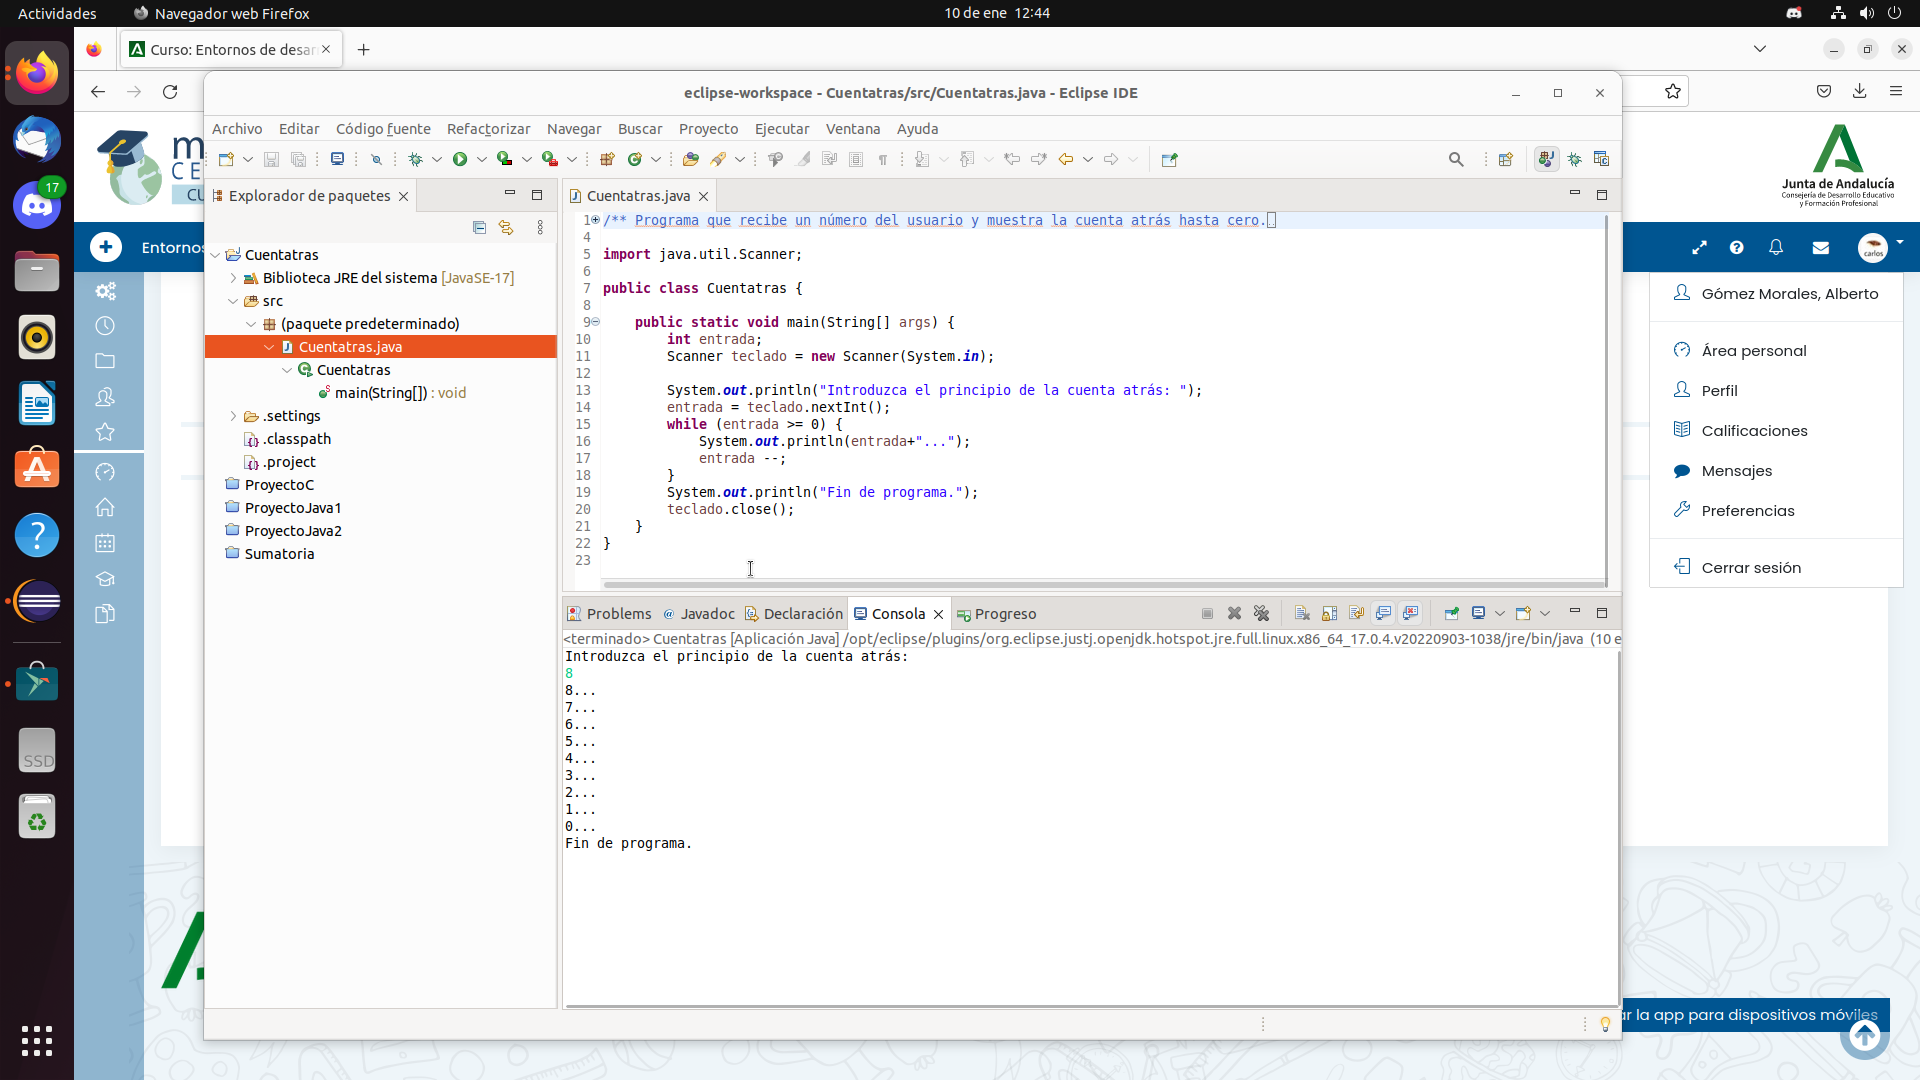 Actividades
Navegador web Firefox
10 de ene 12:44
Curso: Entornos de desar
eclipse-workspace - Cuentatras/src/Cuentatras.java - Eclipse IDE
Archivo Editar Código fuente Refactorizar Navegar Buscar Proyecto Ejecutar Ventana Ayuda
17
Junta de Andalucía
Consejería de Desarrollo Educativo
y Formación Profesional
Entornos
carlos
Gómez Morales, Alberto
Área personal
Perfil
Calificaciones
Mensajes
Preferencias
Cerrar sesión
Explorador de paquetes
Cuentatras
Biblioteca JRE del sistema [JavaSE-17]
src
(paquete predeterminado)
Cuentatras.java
Cuentatras
main(String[]) : void
.settings
.classpath
.project
ProyectoC
ProyectoJava1
ProyectoJava2
Sumatoria
Cuentatras.java
1 /** Programa que recibe un número del usuario y muestra la cuenta atrás hasta cero.
4
5 import java.util.Scanner;
6
7 public class Cuentatras {
8
9 public static void main(String[] args) {
10 int entrada;
11 Scanner teclado = new Scanner(System.in);
12
13 System.out.println("Introduzca el principio de la cuenta atrás: ");
14 entrada = teclado.nextInt();
15 while (entrada >= 0) {
16 System.out.println(entrada+"...");
17 entrada --;
18 }
19 System.out.println("Fin de programa.");
20 teclado.close();
21 }
22 }
23
Problems Javadoc Declaración Consola Progreso
<terminado> Cuentatras [Aplicación Java] /opt/eclipse/plugins/org.eclipse.justj.openjdk.hotspot.jre.full.linux.x86_64_17.0.4.v20220903-1038/jre/bin/java (10 e
Introduzca el principio de la cuenta atrás:
8
8...
7...
6...
5...
4...
3...
2...
1...
0...
Fin de programa.
SSD
ar la app para dispositivos móviles